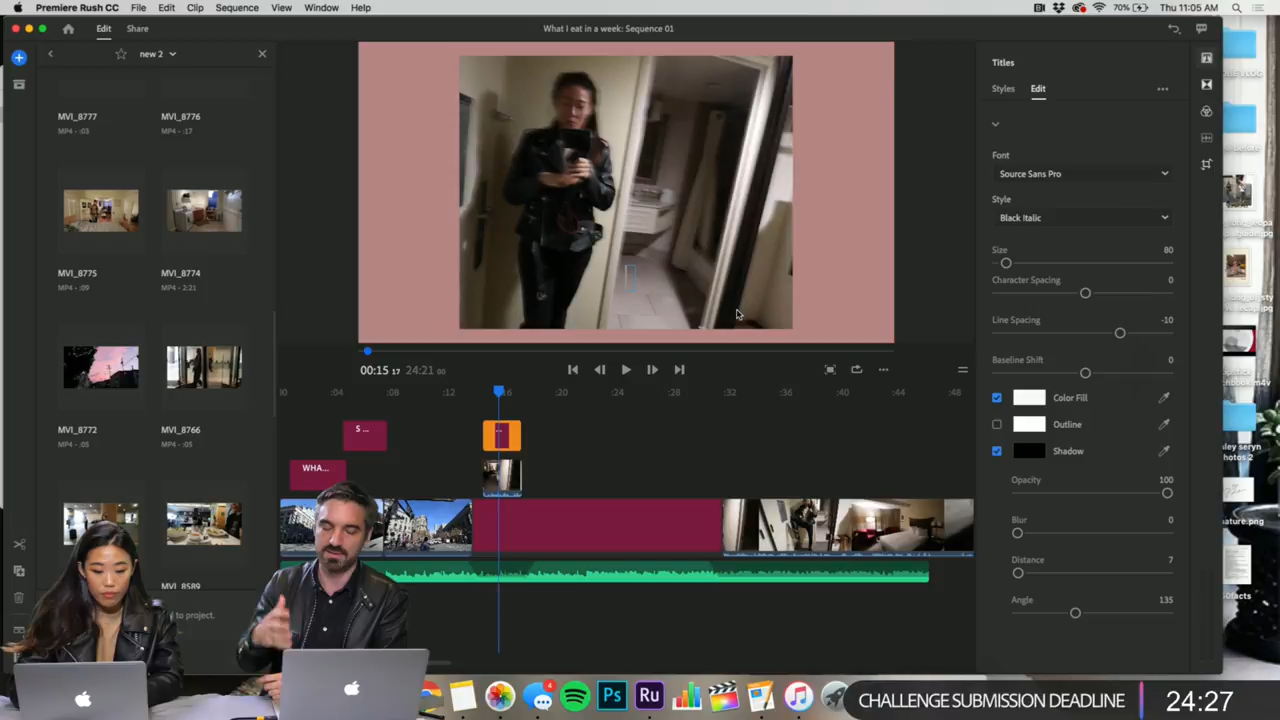 Premiere Rush CC File Edit Clip Sequence View Window Help
70% Thu 11:05 AM
Edit Share
What I eat in a week: Sequence 01
new 2
Titles
Styles Edit
MVI_8777 MVI_8776
MP4 - :03 MP4 - :17
Font
Source Sans Pro
Style
Black Italic
Size 80
MVI_8775 MVI_8774
MP4 - :09 MP4 - 2:21
Character Spacing 0
Line Spacing -10
Baseline Shift 0
00:15 17 24:21 00
:00 :04 :08 :16 :20 :24 :28 :32 :36 :40 :44 :48
Color Fill
Outline
Shadow
MVI_8772 MVI_8766
MP4 - :05
S ...
...
WHA...
Opacity 100
Blur 0
Distance 7
MVI_8589
Angle 135
to project.
4
Ps Ru
CHALLENGE SUBMISSION DEADLINE 24:27